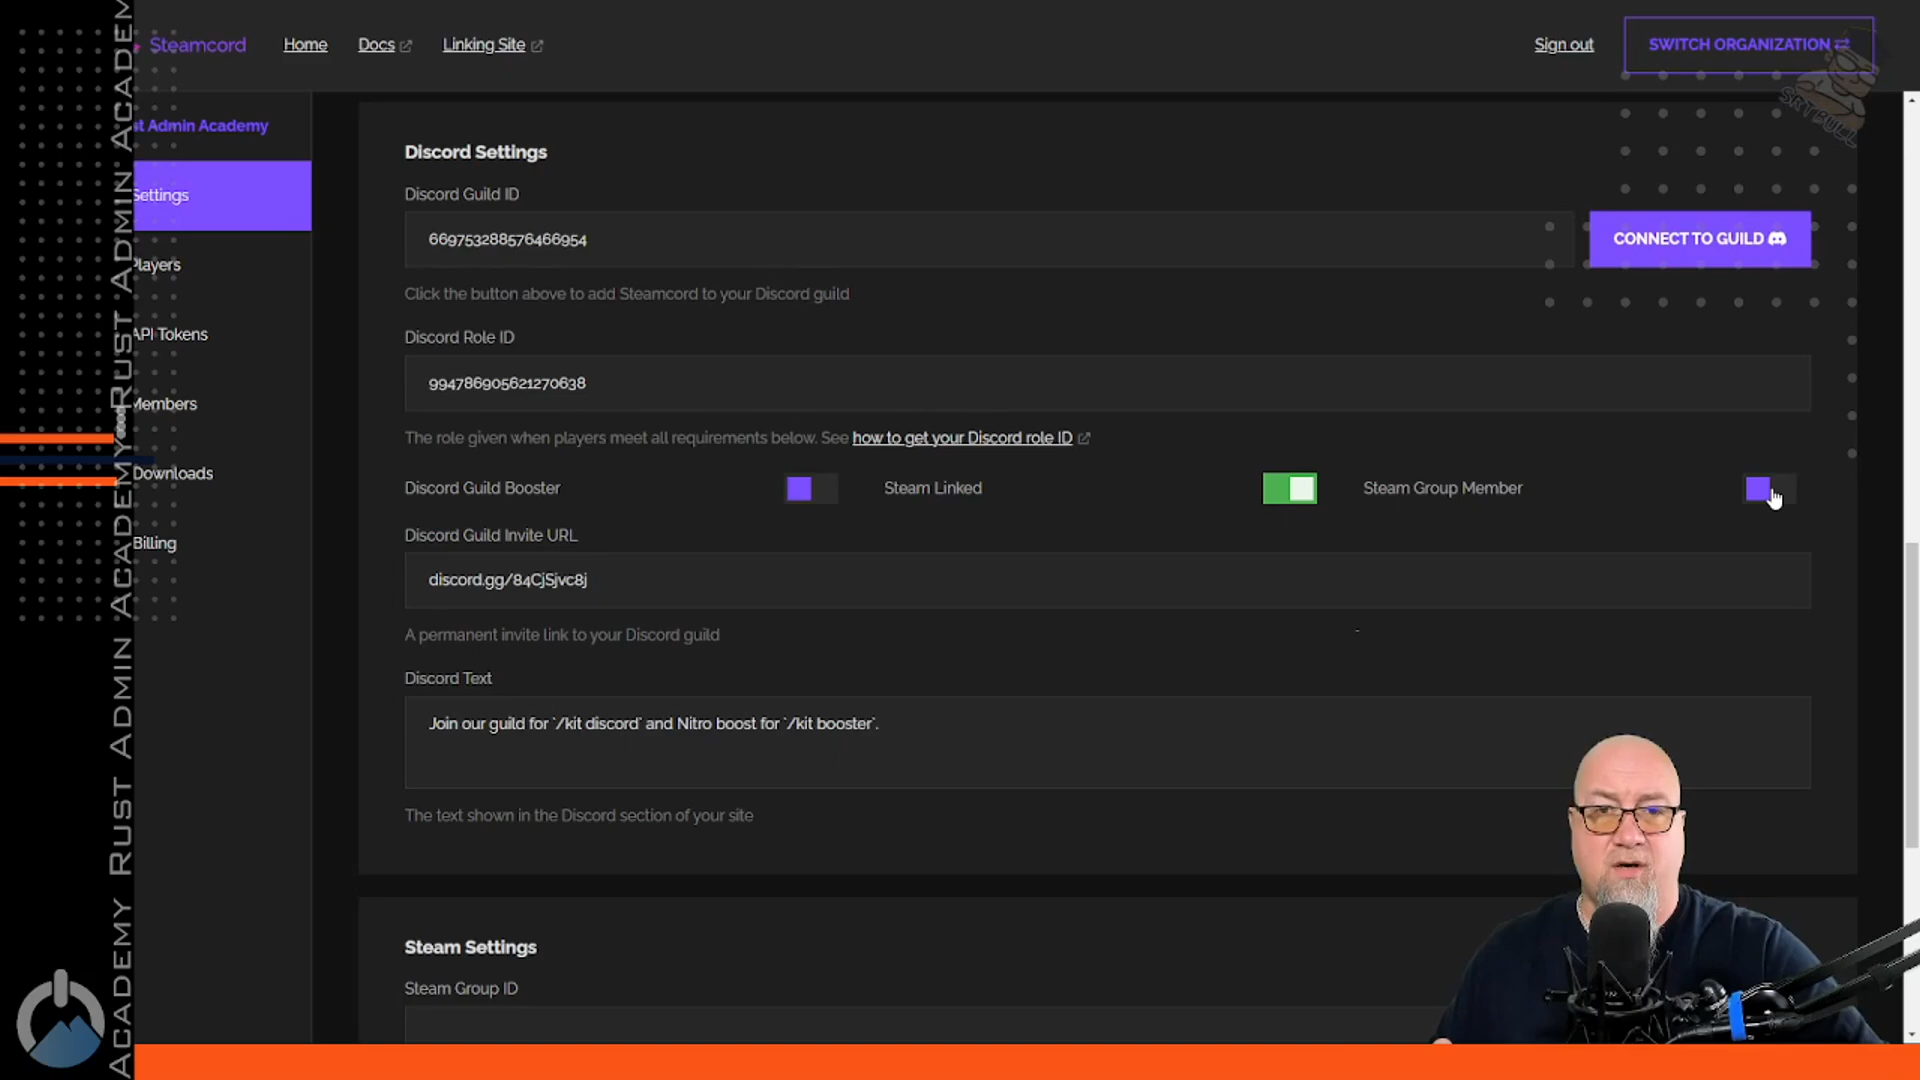 Steamcord
Home
Docs
Linking Site
Sign out
SWITCH ORGANIZATION
SRTBULL
st Admin Academy
Settings
Players
API Tokens
Members
Downloads
Billing
ACADEMY RUST ADMIN ACADEMY RUST ADMIN ACADEM
Discord Settings
Discord Guild ID
669753288576466954
CONNECT TO GUILD
Click the button above to add Steamcord to your Discord guild
Discord Role ID
994786905621270638
The role given when players meet all requirements below. See how to get your Discord role ID
Discord Guild Booster
Steam Linked
Steam Group Member
Discord Guild Invite URL
discord.gg/84CjSjvc8j
A permanent invite link to your Discord guild
Discord Text
Join our guild for `/kit discord` and Nitro boost for `/kit booster`.
The text shown in the Discord section of your site
Steam Settings
Steam Group ID